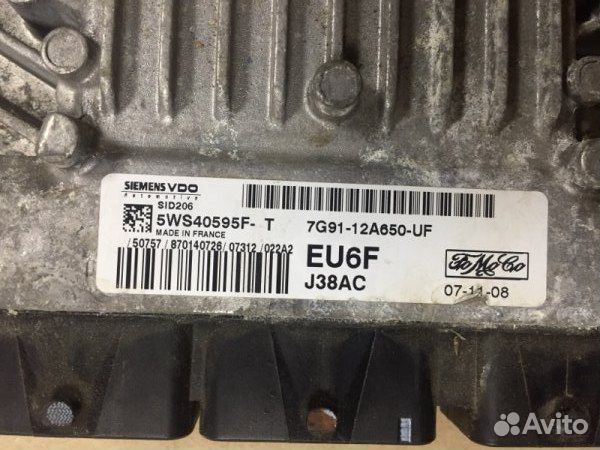 SIEMENS VDO
Automotive
SID206
5WS40595F- T
MADE IN FRANCE
7G91-12A650-UF
/50757 /870140726/07312 /022A2
EU6F
J38AC
FoMoCo
07-11-08
Avito